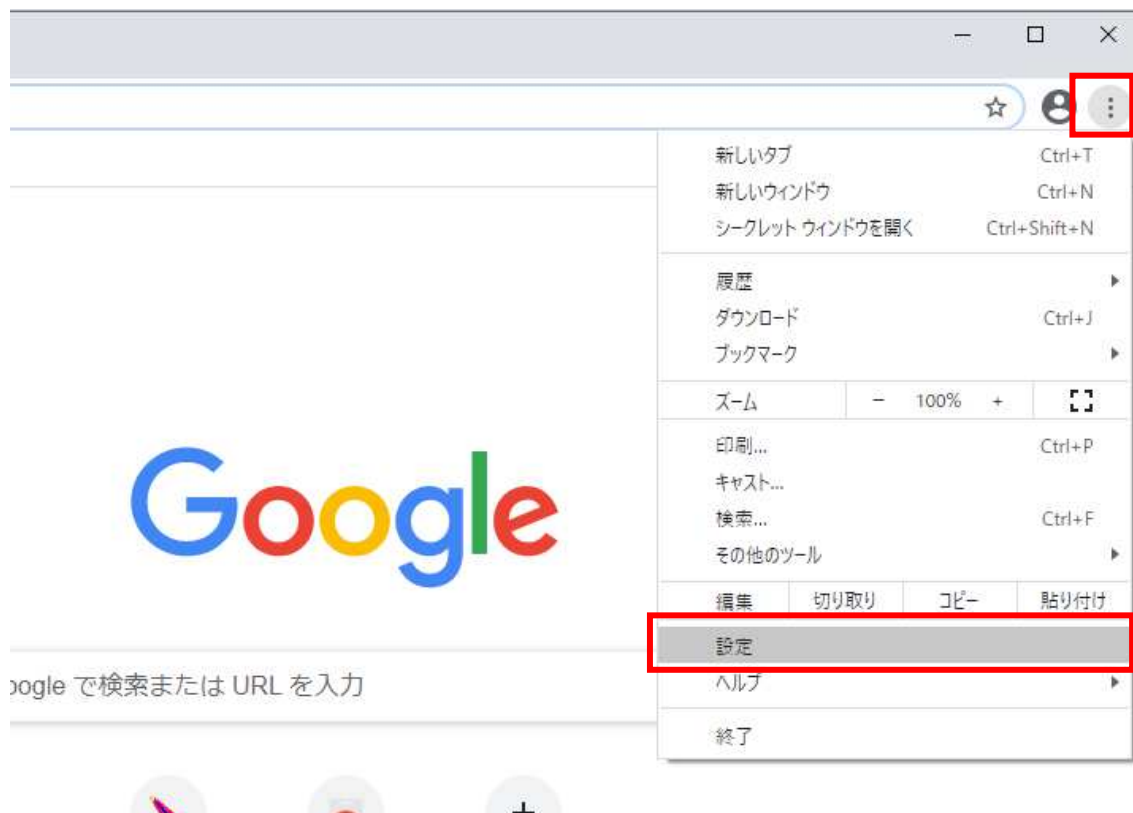 新しいタブ Ctrl+T
新しいウィンドウ Ctrl+N
シークレット ウィンドウを開く Ctrl+Shift+N
履歴
ダウンロード Ctrl+J
ブックマーク
ズーム － 100% +
印刷... Ctrl+P
キャスト...
検索... Ctrl+F
その他のツール
編集 切り取り コピー 貼り付け
設定
ヘルプ
終了
Google
oogle で検索または URL を入力